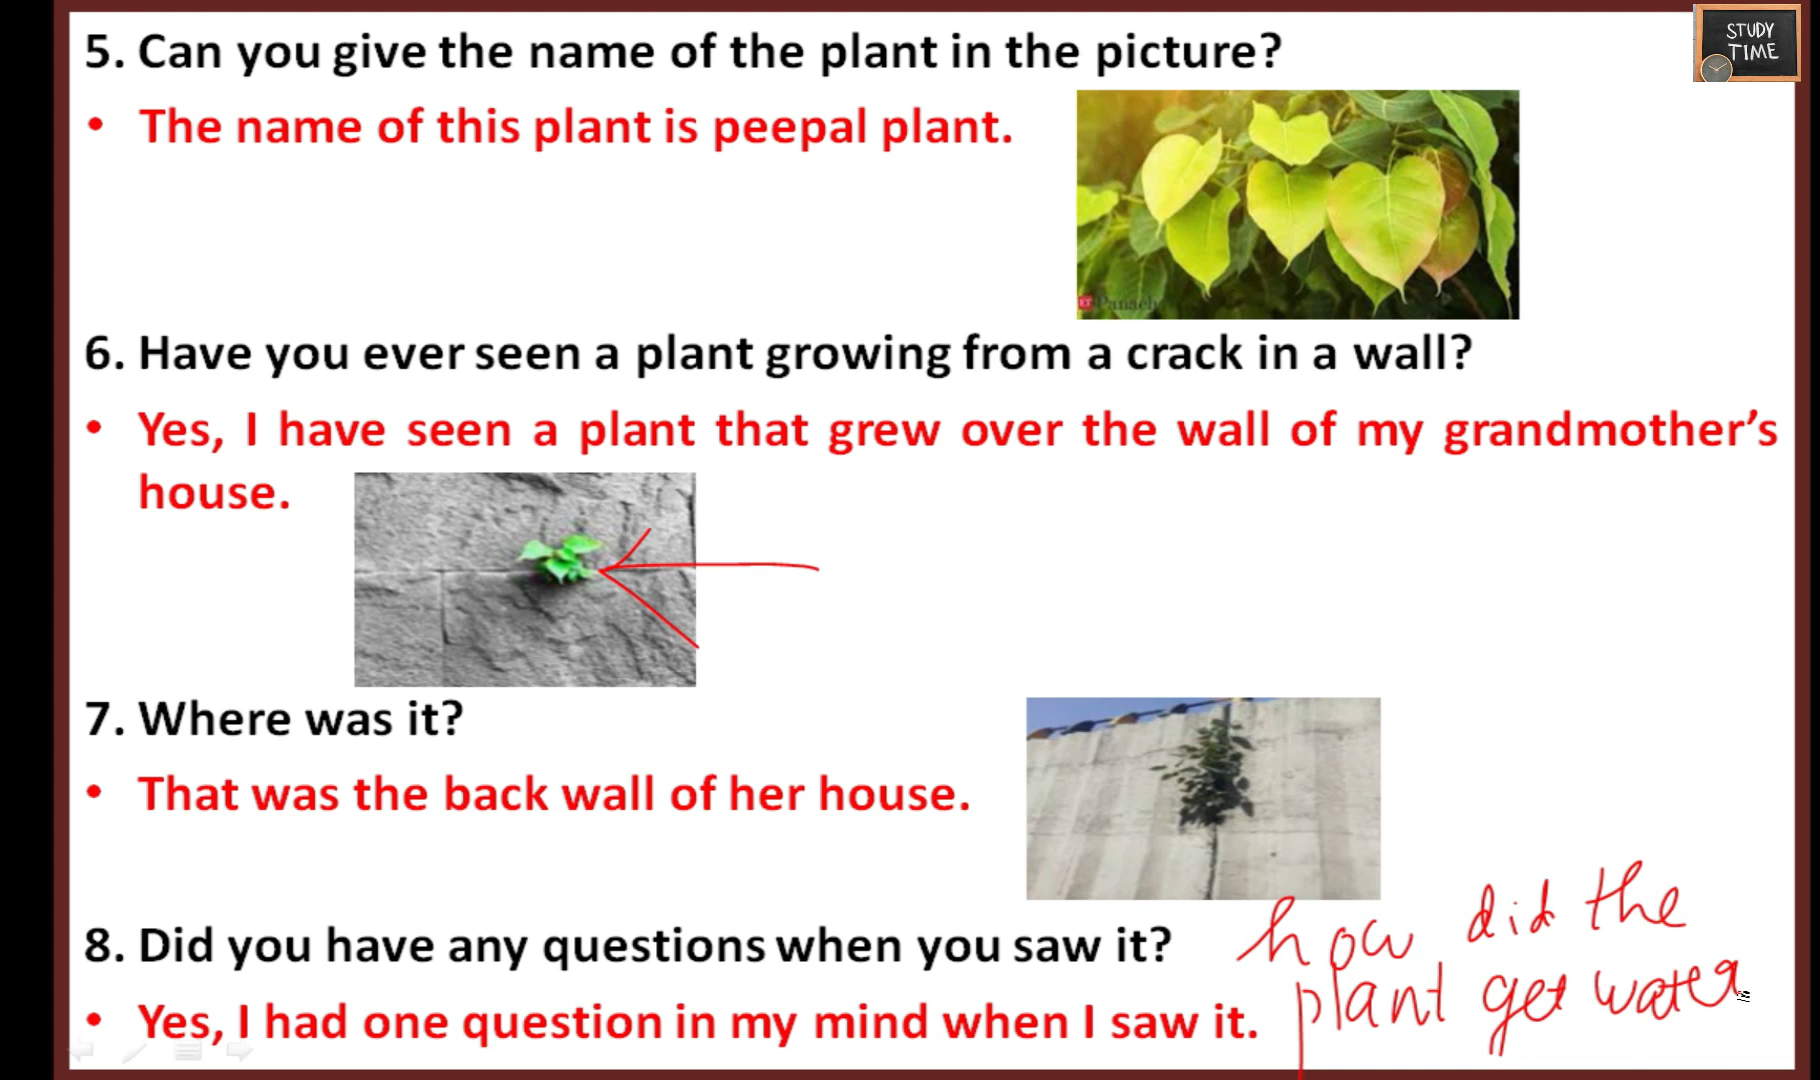 STUDY
TIME
5. Can you give the name of the plant in the picture?
• The name of this plant is peepal plant.
ET Panache
6. Have you ever seen a plant growing from a crack in a wall?
• Yes, I have seen a plant that grew over the wall of my grandmother's
house.
7. Where was it?
• That was the back wall of her house.
8. Did you have any questions when you saw it?
how did the
plant get water
• Yes, I had one question in my mind when I saw it.